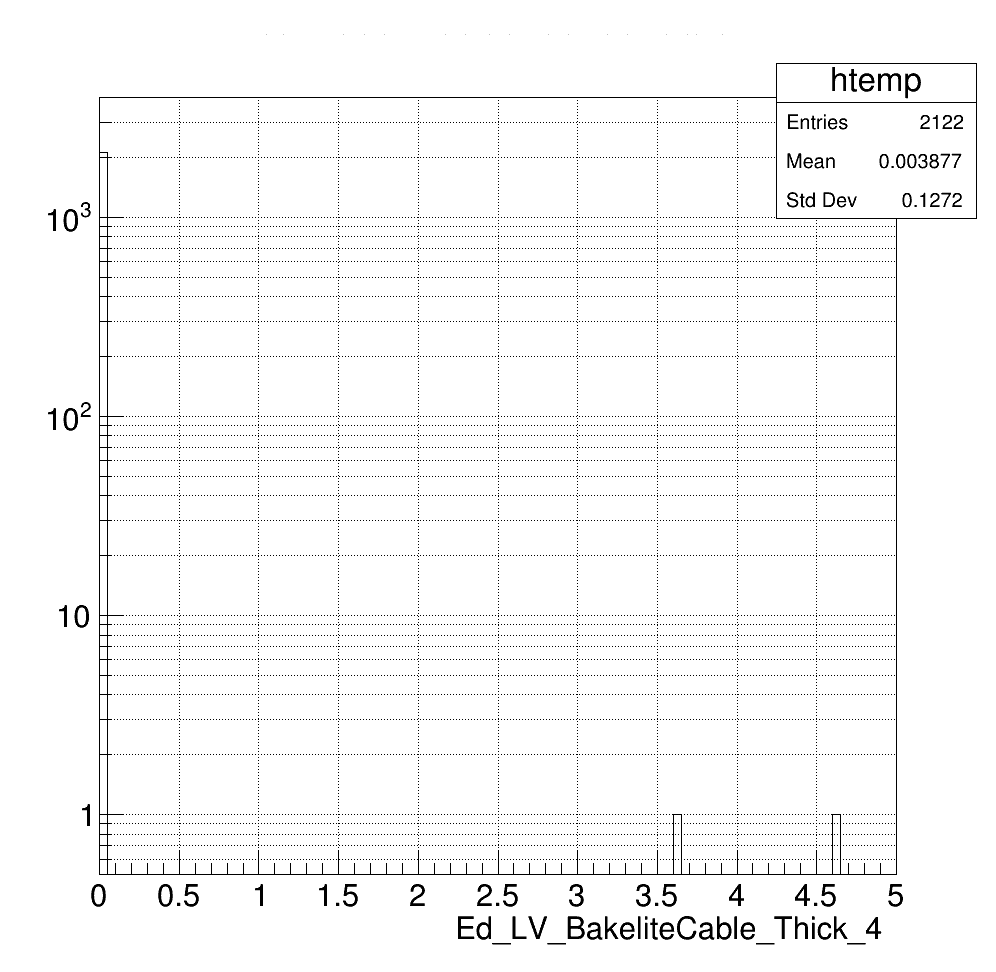 htemp
Entries 2122
Mean 0.003877
Std Dev 0.1272
10³
10²
10
1
0 0.5 1 1.5 2 2.5 3 3.5 4 4.5 5
Ed_LV_BakeliteCable_Thick_4